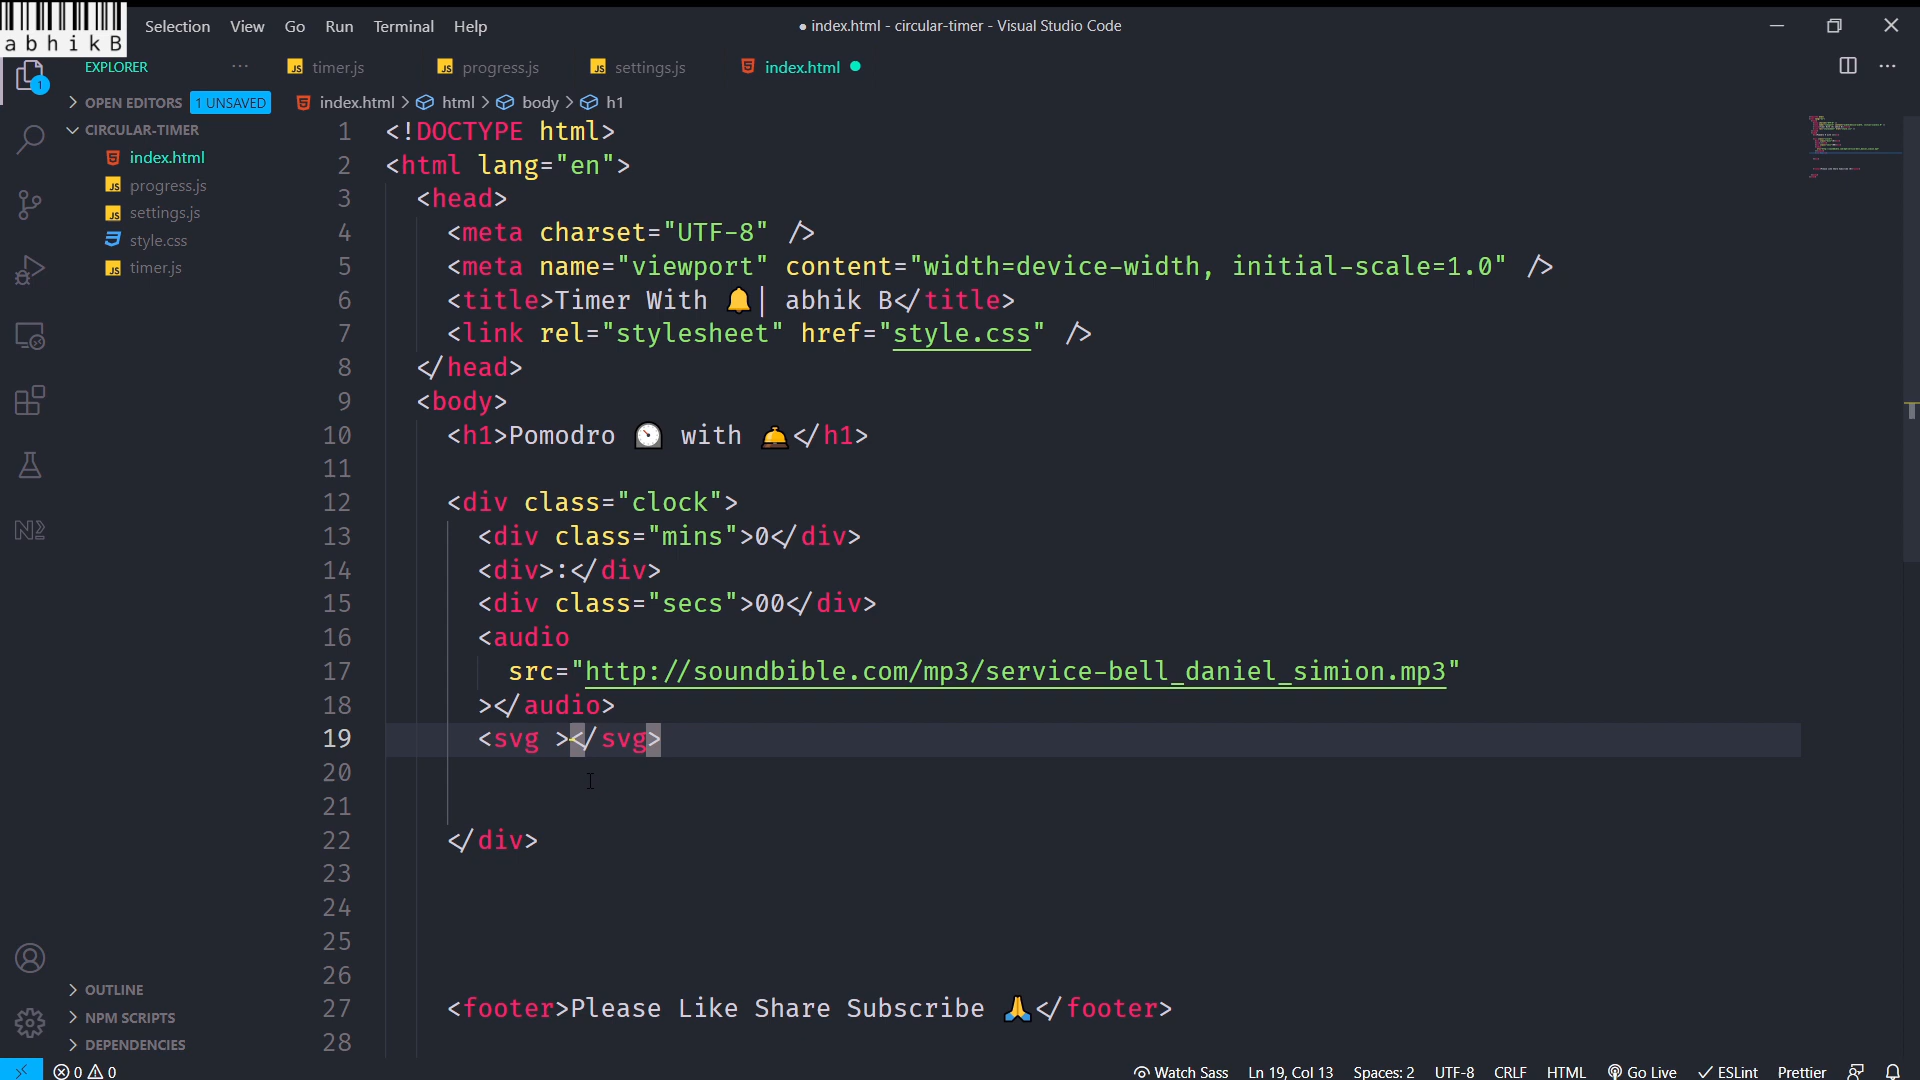 abhikB
Selection View Go Run Terminal Help
● index.html - circular-timer - Visual Studio Code
EXPLORER
1
OPEN EDITORS 1 UNSAVED
CIRCULAR-TIMER
index.html
progress.js
settings.js
style.css
timer.js
OUTLINE
NPM SCRIPTS
DEPENDENCIES
timer.js progress.js settings.js index.html
index.html > html > body > h1
1 <!DOCTYPE html>
2 <html lang="en">
3 <head>
4 <meta charset="UTF-8" />
5 <meta name="viewport" content="width=device-width, initial-scale=1.0" />
6 <title>Timer With 🔔| abhik B</title>
7 <link rel="stylesheet" href="style.css" />
8 </head>
9 <body>
10 <h1>Pomodro ⏲️ with 🛎️</h1>
11
12 <div class="clock">
13 <div class="mins">0</div>
14 <div>:</div>
15 <div class="secs">00</div>
16 <audio
17 src="http://soundbible.com/mp3/service-bell_daniel_simion.mp3"
18 ></audio>
19 <svg ></svg>
20
21
22 </div>
23
24
25
26
27 <footer>Please Like Share Subscribe 🙏</footer>
28
0 0 Watch Sass Ln 19, Col 13 Spaces: 2 UTF-8 CRLF HTML Go Live ESLint Prettier